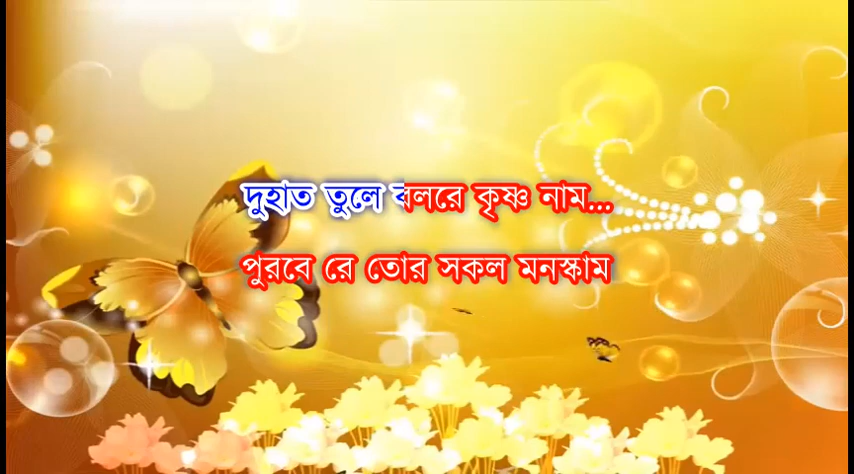 দুহাত তুলে বলরে কৃষ্ণ নাম...
পুরবে রে তোর সকল মনস্কাম